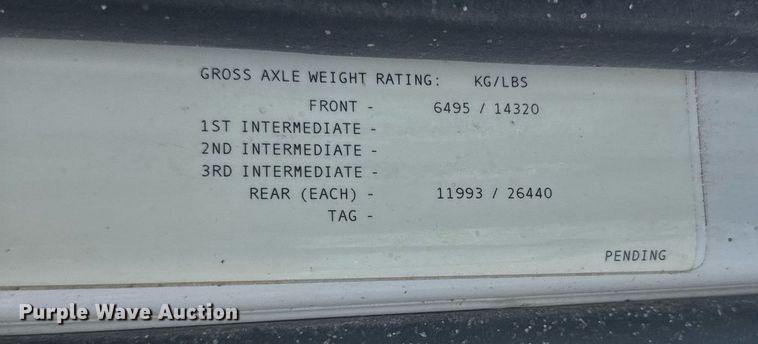 GROSS AXLE WEIGHT RATING: KG/LBS
FRONT - 6495 / 14320
1ST INTERMEDIATE -
2ND INTERMEDIATE -
3RD INTERMEDIATE -
REAR (EACH) - 11993 / 26440
TAG -
PENDING
Purple Wave Auction®